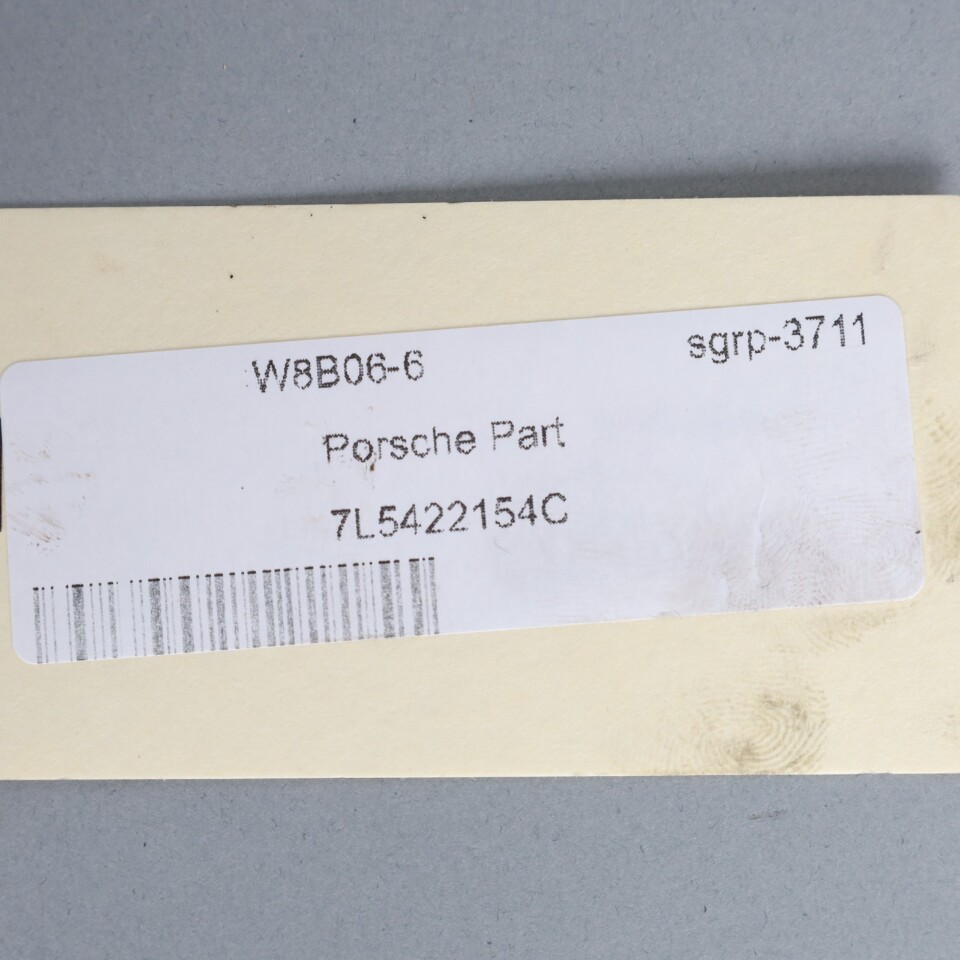 W8B06-6 sgrp-3711
Porsche Part
7L5422154C